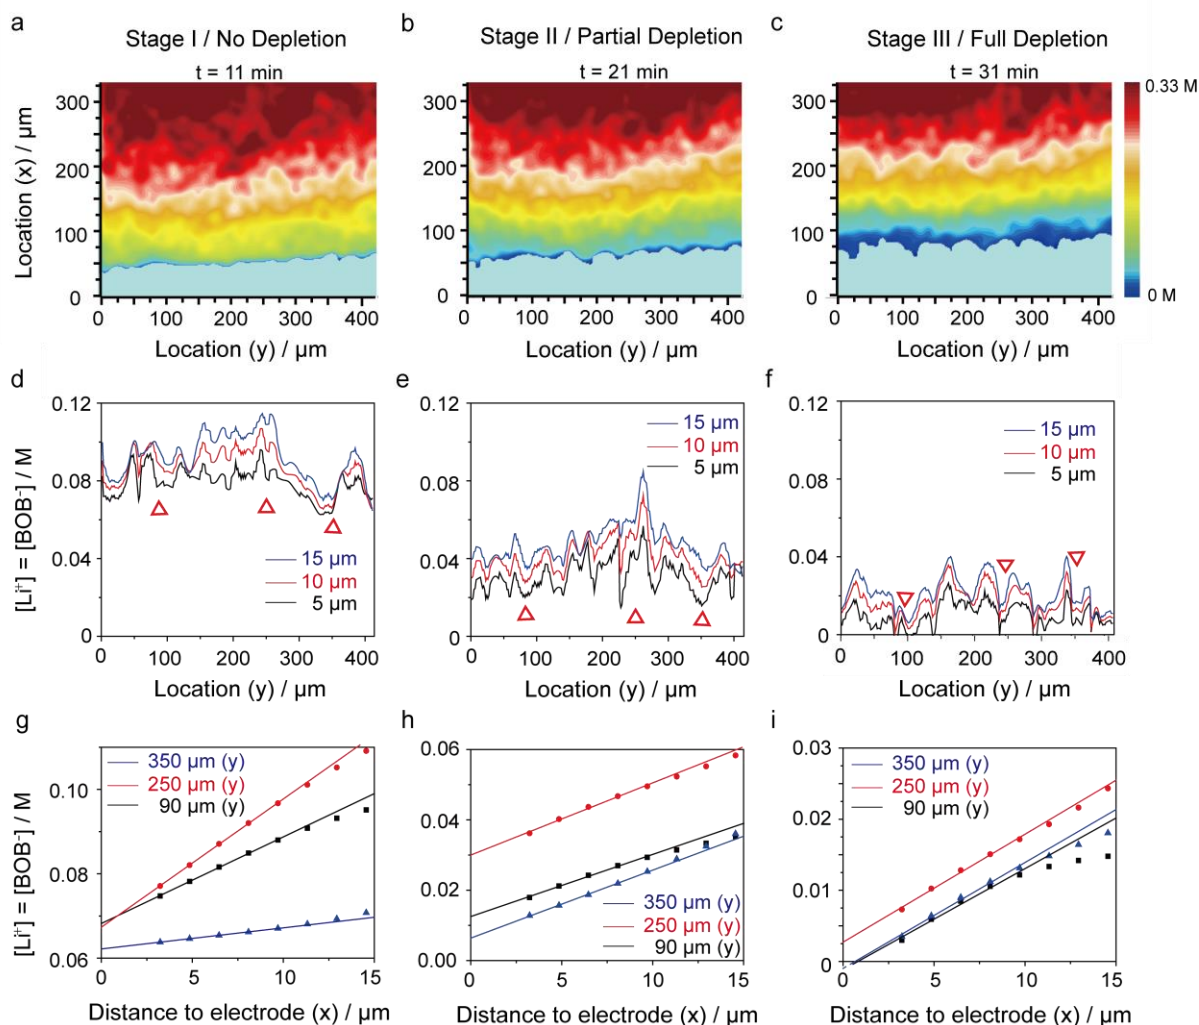 a
Stage I / No Depletion
t = 11 min
b
Stage II / Partial Depletion
t = 21 min
c
Stage III / Full Depletion
t = 31 min
Location (x) / µm
300
200
100
0
0 100 200 300 400
Location (y) / µm
300
200
100
0
0 100 200 300 400
Location (y) / µm
300
200
100
0
0 100 200 300 400
Location (y) / µm
0.33 M
0 M
d
[Li⁺] = [BOB⁻] / M
0.12
0.08
0.04
0
15 µm
10 µm
5 µm
0 100 200 300 400
Location (y) / µm
e
0.12
0.08
0.04
0
15 µm
10 µm
5 µm
0 100 200 300 400
Location (y) / µm
f
0.12
0.08
0.04
0
15 µm
10 µm
5 µm
0 100 200 300 400
Location (y) / µm
g
[Li⁺] = [BOB⁻] / M
0.10
0.08
0.06
350 µm (y)
250 µm (y)
90 µm (y)
0 5 10 15
Distance to electrode (x) / µm
h
0.06
0.04
0.02
0.00
350 µm (y)
250 µm (y)
90 µm (y)
0 5 10 15
Distance to electrode (x) / µm
i
0.03
0.02
0.01
0
350 µm (y)
250 µm (y)
90 µm (y)
0 5 10 15
Distance to electrode (x) / µm